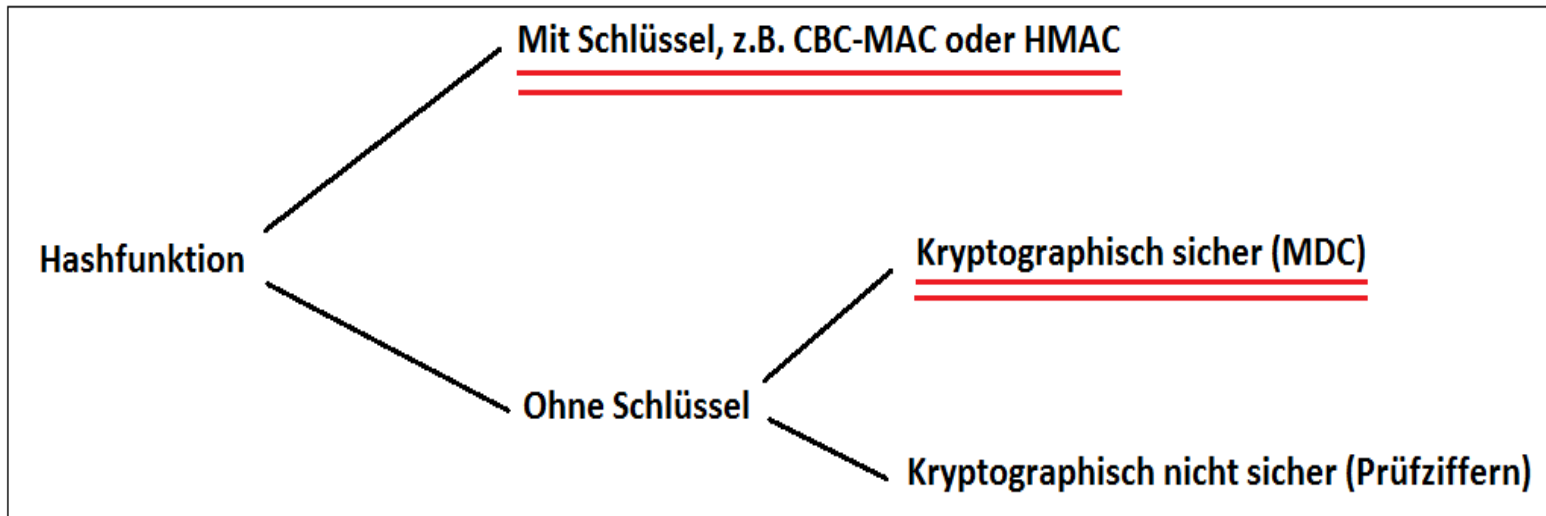 Mit Schlüssel, z.B. CBC-MAC oder HMAC
Hashfunktion
Kryptographisch sicher (MDC)
Ohne Schlüssel
Kryptographisch nicht sicher (Prüfziffern)